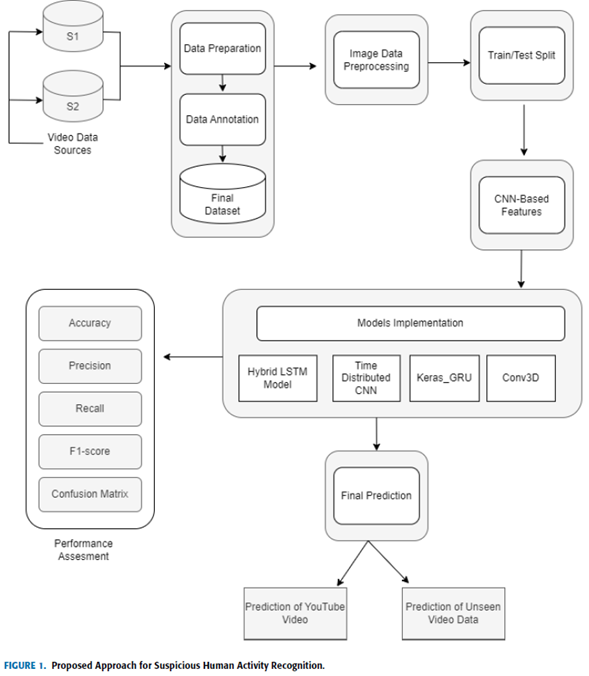 S1
S2
Video Data
Sources
Data Preparation
Data Annotation
Final
Dataset
Image Data
Preprocessing
Train/Test Split
CNN-Based
Features
Models Implementation
Hybrid LSTM
Model
Time
Distributed
CNN
Keras_GRU
Conv3D
Accuracy
Precision
Recall
F1-score
Confusion Matrix
Performance
Assesment
Final Prediction
Prediction of YouTube
Video
Prediction of Unseen
Video Data
FIGURE 1. Proposed Approach for Suspicious Human Activity Recognition.